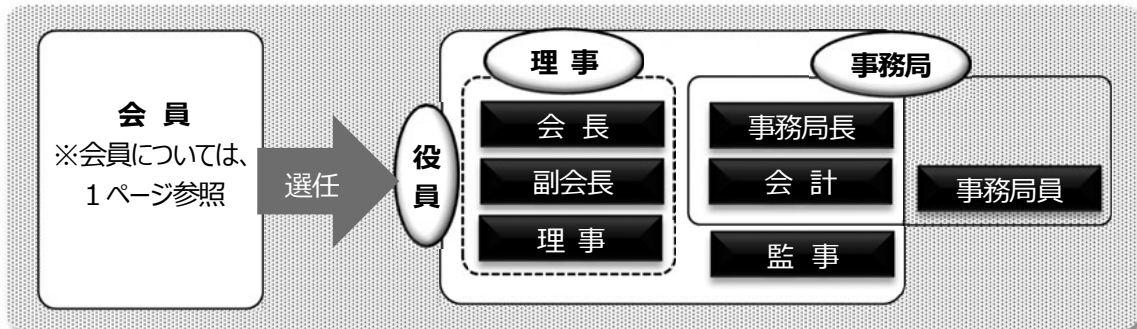 会 員
※会員については、
1ページ参照
選任
役
員
理 事
会 長
副会長
理 事
事務局
事務局長
会 計
監 事
事務局員